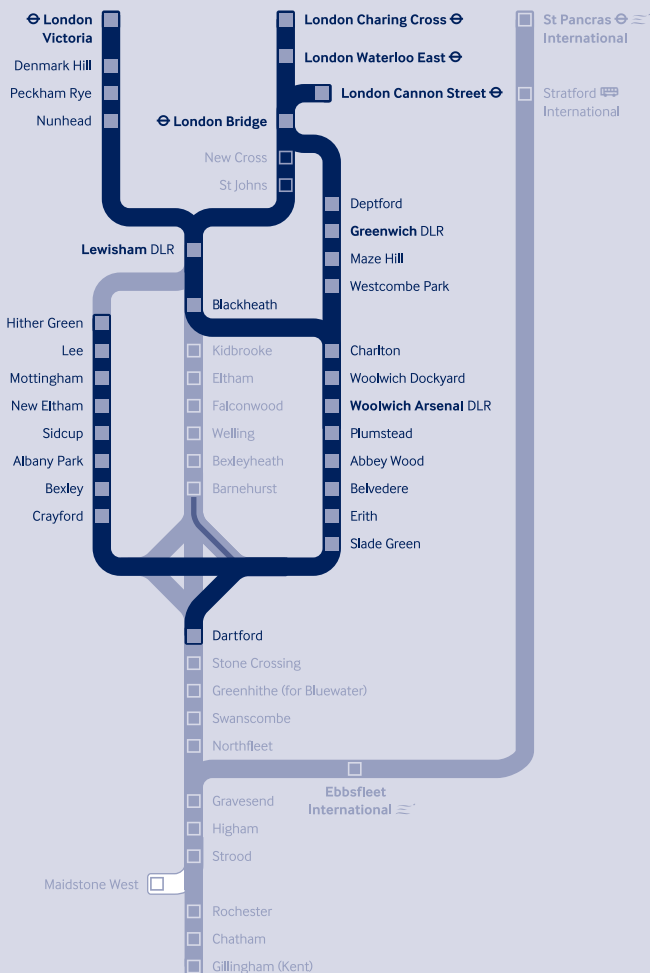 London
Victoria
Denmark Hill
Peckham Rye
Nunhead
London Charing Cross
London Waterloo East
London Cannon Street
London Bridge
New Cross
St Johns
St Pancras
International
Stratford
International
Deptford
Greenwich DLR
Maze Hill
Westcombe Park
Lewisham DLR
Blackheath
Hither Green
Lee
Mottingham
New Eltham
Sidcup
Albany Park
Bexley
Crayford
Kidbrooke
Eltham
Falconwood
Welling
Bexleyheath
Barnehurst
Charlton
Woolwich Dockyard
Woolwich Arsenal DLR
Plumstead
Abbey Wood
Belvedere
Erith
Slade Green
Dartford
Stone Crossing
Greenhithe (for Bluewater)
Swanscombe
Northfleet
Ebbsfleet
International
Gravesend
Higham
Strood
Maidstone West
Rochester
Chatham
Gillingham (Kent)